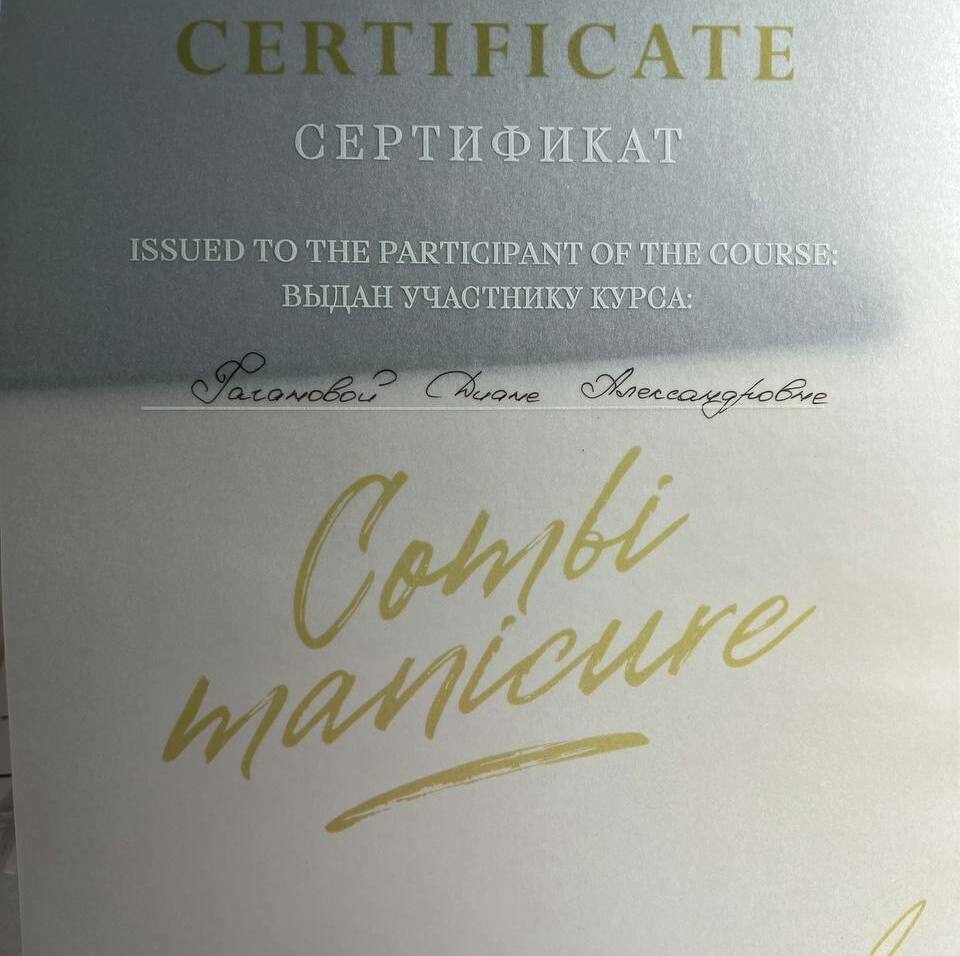 CERTIFICATE
СЕРТИФИКАТ
ISSUED TO THE PARTICIPANT OF THE COURSE:
ВЫДАН УЧАСТНИКУ КУРСА:
Диане Александровне
Combi
manicure